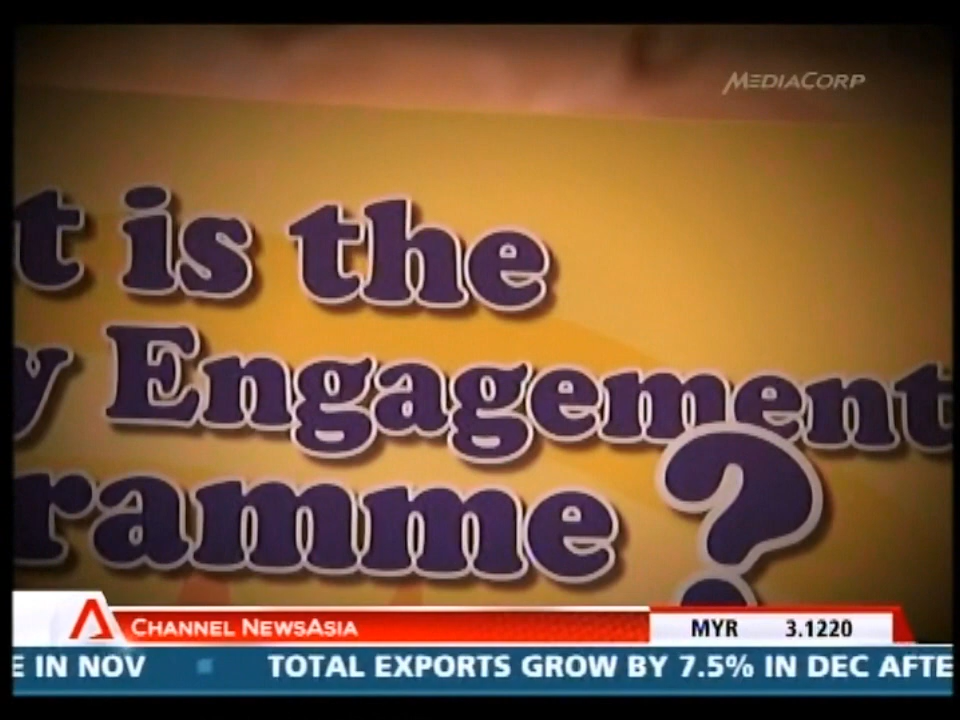 MEDIACORP
t is the
y Engagement
ramme ?
CHANNEL NEWSASIA
MYR 3.1220
E IN NOV ▪ TOTAL EXPORTS GROW BY 7.5% IN DEC AFTE